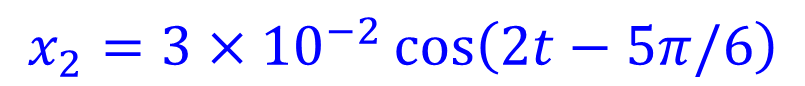 x₂ = 3 × 10⁻² cos(2t − 5π/6)